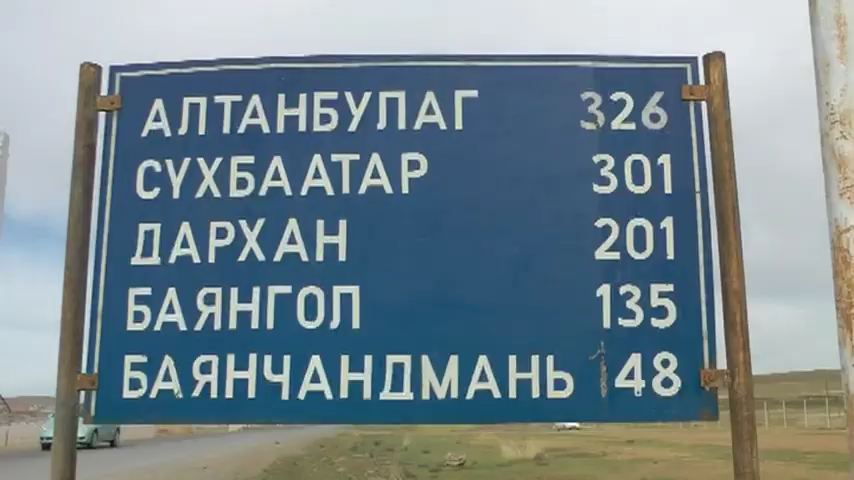 АЛТАНБУЛАГ 326
СҮХБААТАР 301
ДАРХАН 201
БАЯНГОЛ 135
БАЯНЧАНДМАНЬ 48